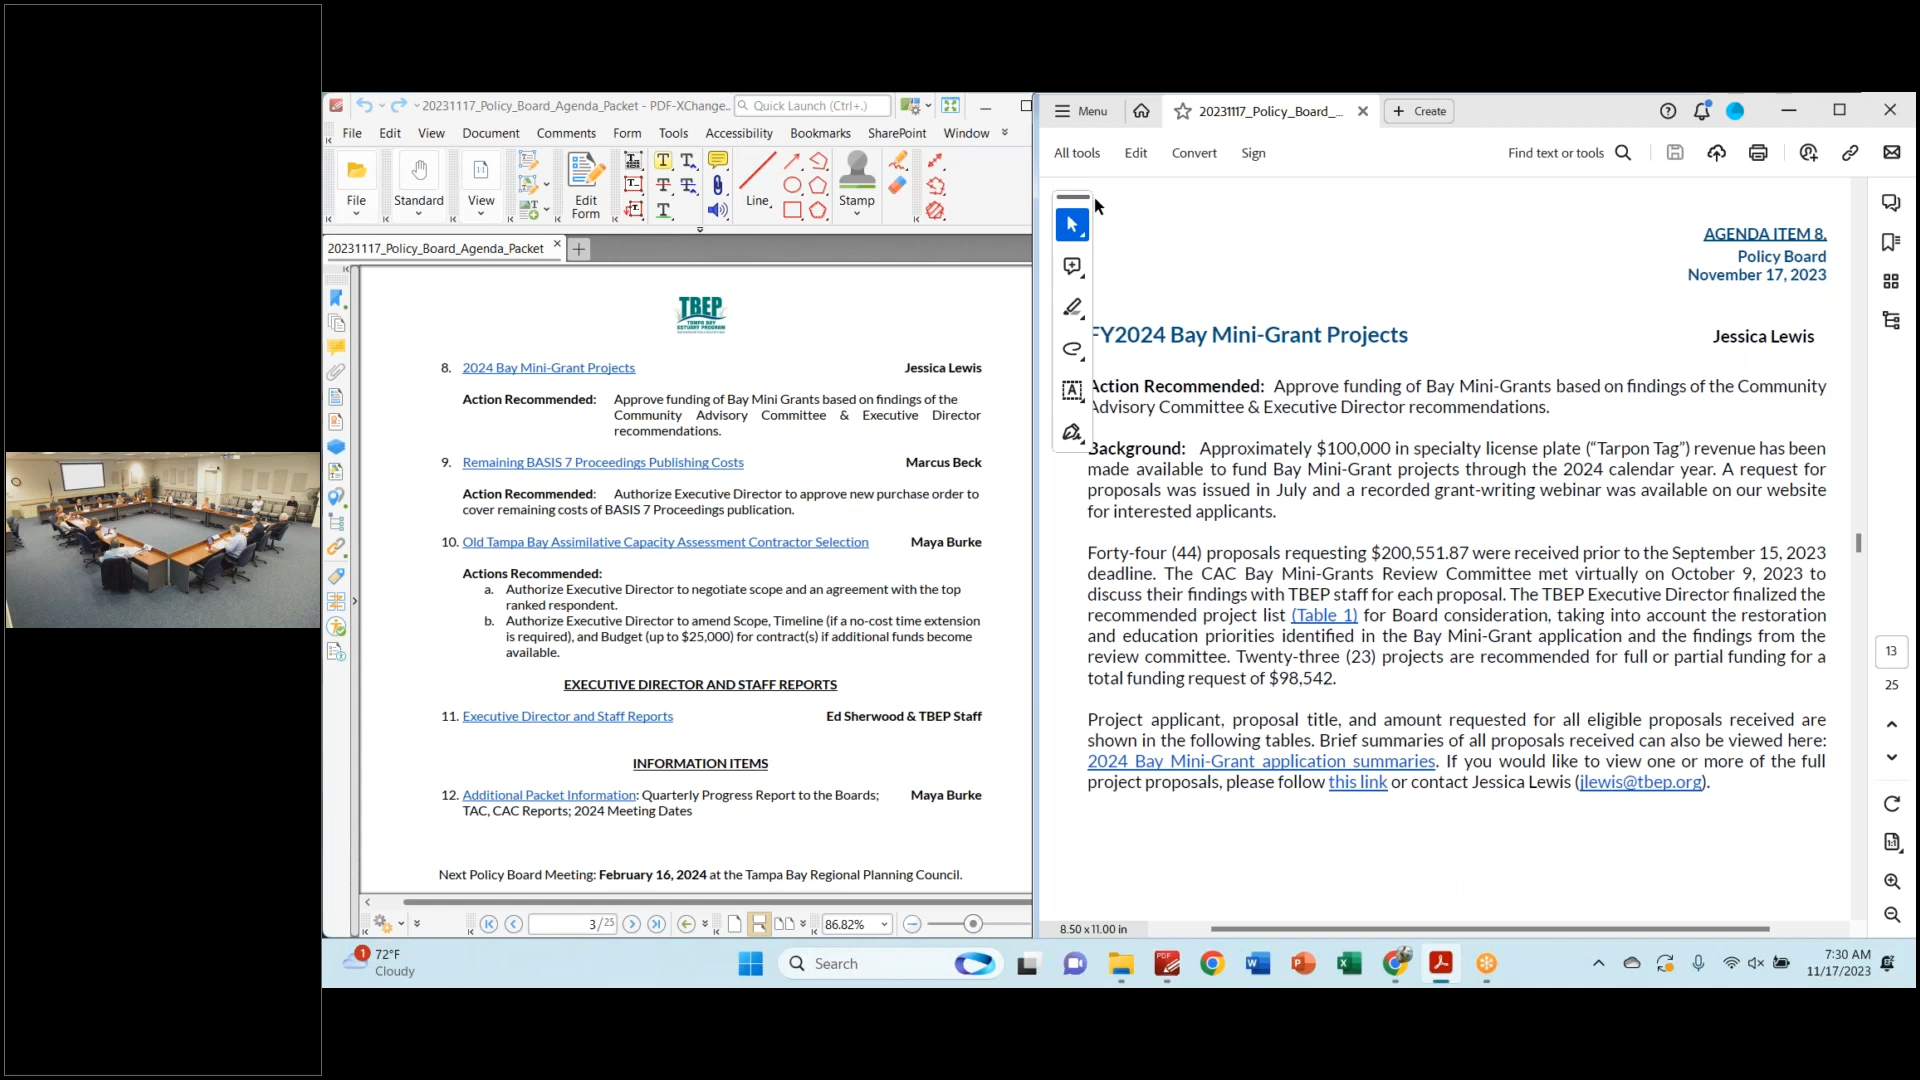 20231117_Policy_Board_Agenda_Packet - PDF-XChange..
Quick Launch (Ctrl+.)
File Edit View Document Comments Form Tools Accessibility Bookmarks SharePoint Window
File Standard View Edit Form Line Stamp
20231117_Policy_Board_Agenda_Packet
TBEP
TAMPA BAY
ESTUARY PROGRAM
8. 2024 Bay Mini-Grant Projects Jessica Lewis
Action Recommended: Approve funding of Bay Mini Grants based on findings of the
Community Advisory Committee & Executive Director
recommendations.
9. Remaining BASIS 7 Proceedings Publishing Costs Marcus Beck
Action Recommended: Authorize Executive Director to approve new purchase order to
cover remaining costs of BASIS 7 Proceedings publication.
10. Old Tampa Bay Assimilative Capacity Assessment Contractor Selection Maya Burke
Actions Recommended:
a. Authorize Executive Director to negotiate scope and an agreement with the top
ranked respondent.
b. Authorize Executive Director to amend Scope, Timeline (if a no-cost time extension
is required), and Budget (up to $25,000) for contract(s) if additional funds become
available.
EXECUTIVE DIRECTOR AND STAFF REPORTS
11. Executive Director and Staff Reports Ed Sherwood & TBEP Staff
INFORMATION ITEMS
12. Additional Packet Information: Quarterly Progress Report to the Boards; Maya Burke
TAC, CAC Reports; 2024 Meeting Dates
Next Policy Board Meeting: February 16, 2024 at the Tampa Bay Regional Planning Council.
3 /25
86.82%
Menu
20231117_Policy_Board_...
Create
All tools Edit Convert Sign
Find text or tools
AGENDA ITEM 8.
Policy Board
November 17, 2023
FY2024 Bay Mini-Grant Projects Jessica Lewis
Action Recommended: Approve funding of Bay Mini-Grants based on findings of the Community
Advisory Committee & Executive Director recommendations.
Background: Approximately $100,000 in specialty license plate (“Tarpon Tag”) revenue has been
made available to fund Bay Mini-Grant projects through the 2024 calendar year. A request for
proposals was issued in July and a recorded grant-writing webinar was available on our website
for interested applicants.
Forty-four (44) proposals requesting $200,551.87 were received prior to the September 15, 2023
deadline. The CAC Bay Mini-Grants Review Committee met virtually on October 9, 2023 to
discuss their findings with TBEP staff for each proposal. The TBEP Executive Director finalized the
recommended project list (Table 1) for Board consideration, taking into account the restoration
and education priorities identified in the Bay Mini-Grant application and the findings from the
review committee. Twenty-three (23) projects are recommended for full or partial funding for a
total funding request of $98,542.
Project applicant, proposal title, and amount requested for all eligible proposals received are
shown in the following tables. Brief summaries of all proposals received can also be viewed here:
2024 Bay Mini-Grant application summaries. If you would like to view one or more of the full
project proposals, please follow this link or contact Jessica Lewis (jlewis@tbep.org).
13
25
8.50 x 11.00 in
1
72°F
Cloudy
Search
7:30 AM
11/17/2023